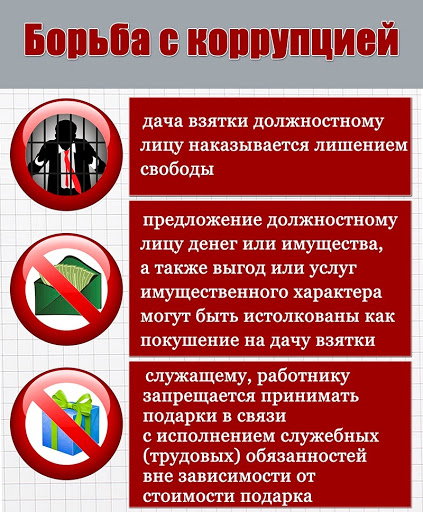 Борьба с коррупцией
дача взятки должностному
лицу наказывается лишением
свободы
предложение должностному
лицу денег или имущества,
а также выгод или услуг
имущественного характера
могут быть истолкованы как
покушение на дачу взятки
служащему, работнику
запрещается принимать
подарки в связи
с исполнением служебных
(трудовых) обязанностей
вне зависимости от
стоимости подарка